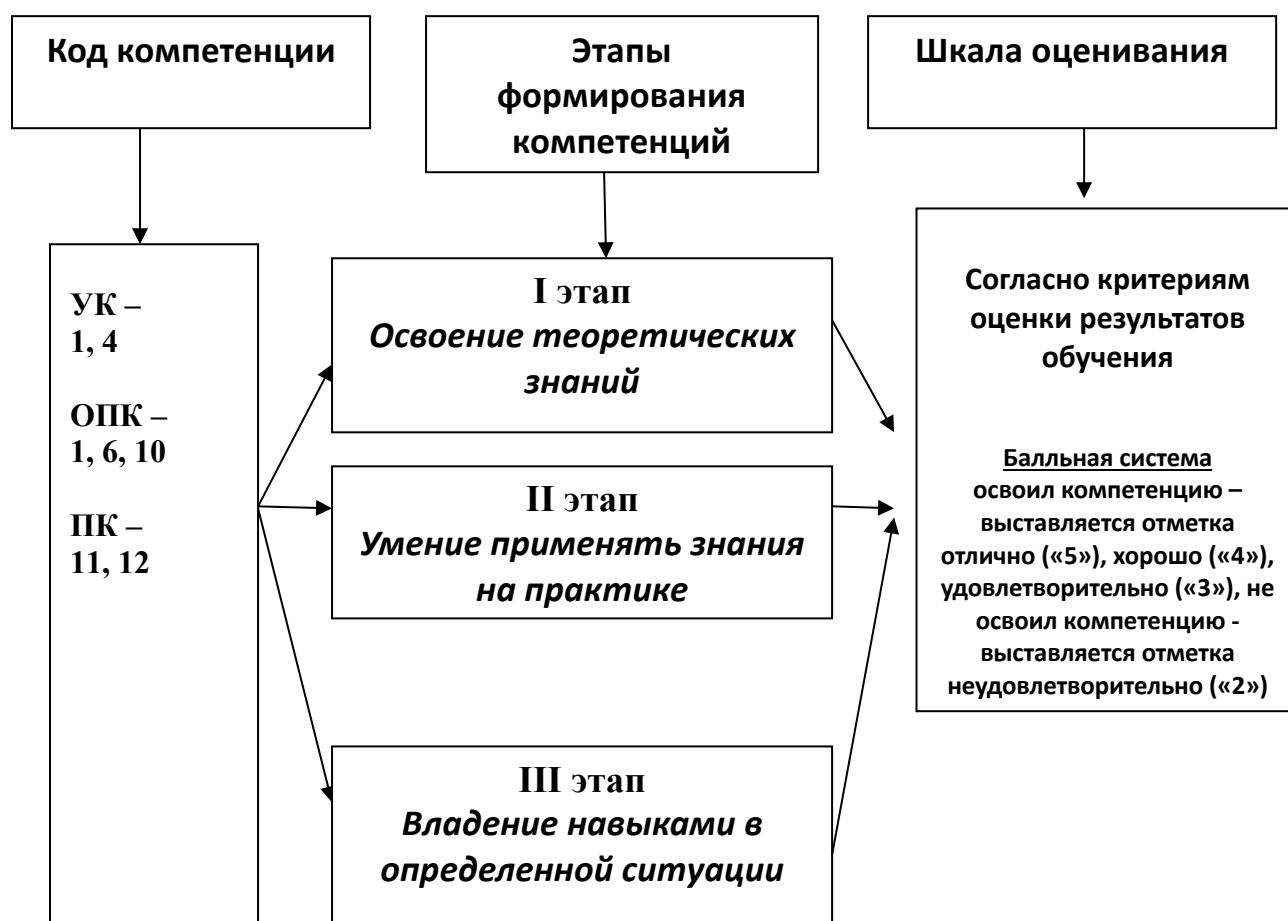 Код компетенции
Этапы
формирования
компетенций
Шкала оценивания
УК –
1, 4
ОПК –
1, 6, 10
ПК –
11, 12
I этап
Освоение теоретических
знаний
II этап
Умение применять знания
на практике
III этап
Владение навыками в
определенной ситуации
Согласно критериям
оценки результатов
обучения
Балльная система
освоил компетенцию –
выставляется отметка
отлично («5»), хорошо («4»),
удовлетворительно («3»), не
освоил компетенцию -
выставляется отметка
неудовлетворительно («2»)